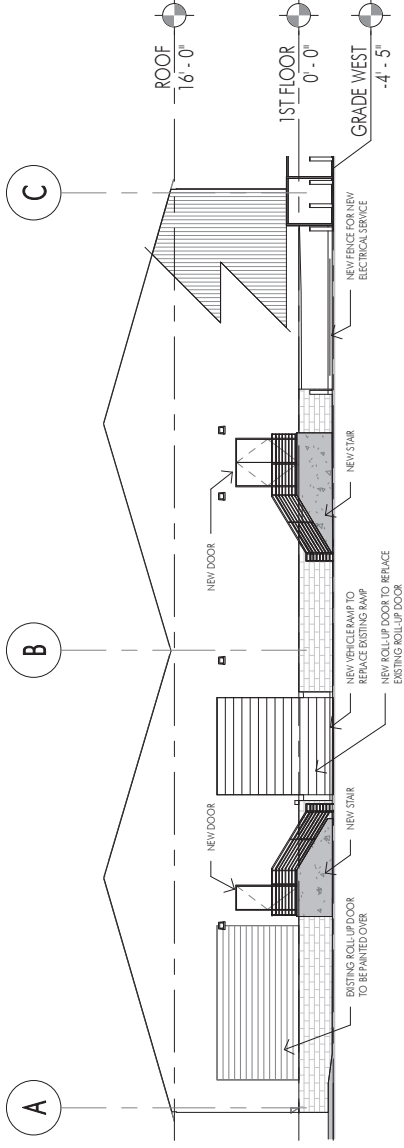 A
B
C
ROOF
16' - 0"
1ST FLOOR
0' - 0"
GRADE WEST
-4' - 5"
NEW DOOR
NEW DOOR
EXISTING ROLL-UP DOOR
TO BE PAINTED OVER
NEW STAIR
NEW VEHICLE RAMP TO
REPLACE EXISTING RAMP
NEW ROLL-UP DOOR TO REPLACE
EXISTING ROLL-UP DOOR
NEW STAIR
NEW FENCE FOR NEW
ELECTRICAL SERVICE